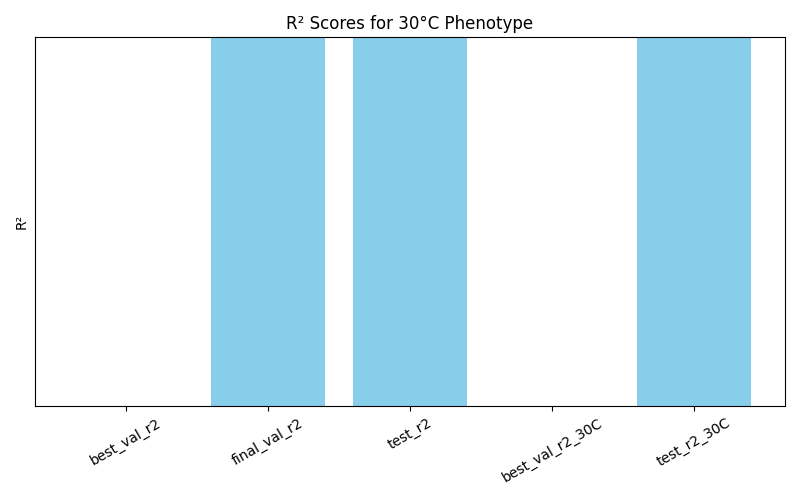 R² Scores for 30°C Phenotype
R²
best_val_r2
final_val_r2
test_r2
best_val_r2_30C
test_r2_30C